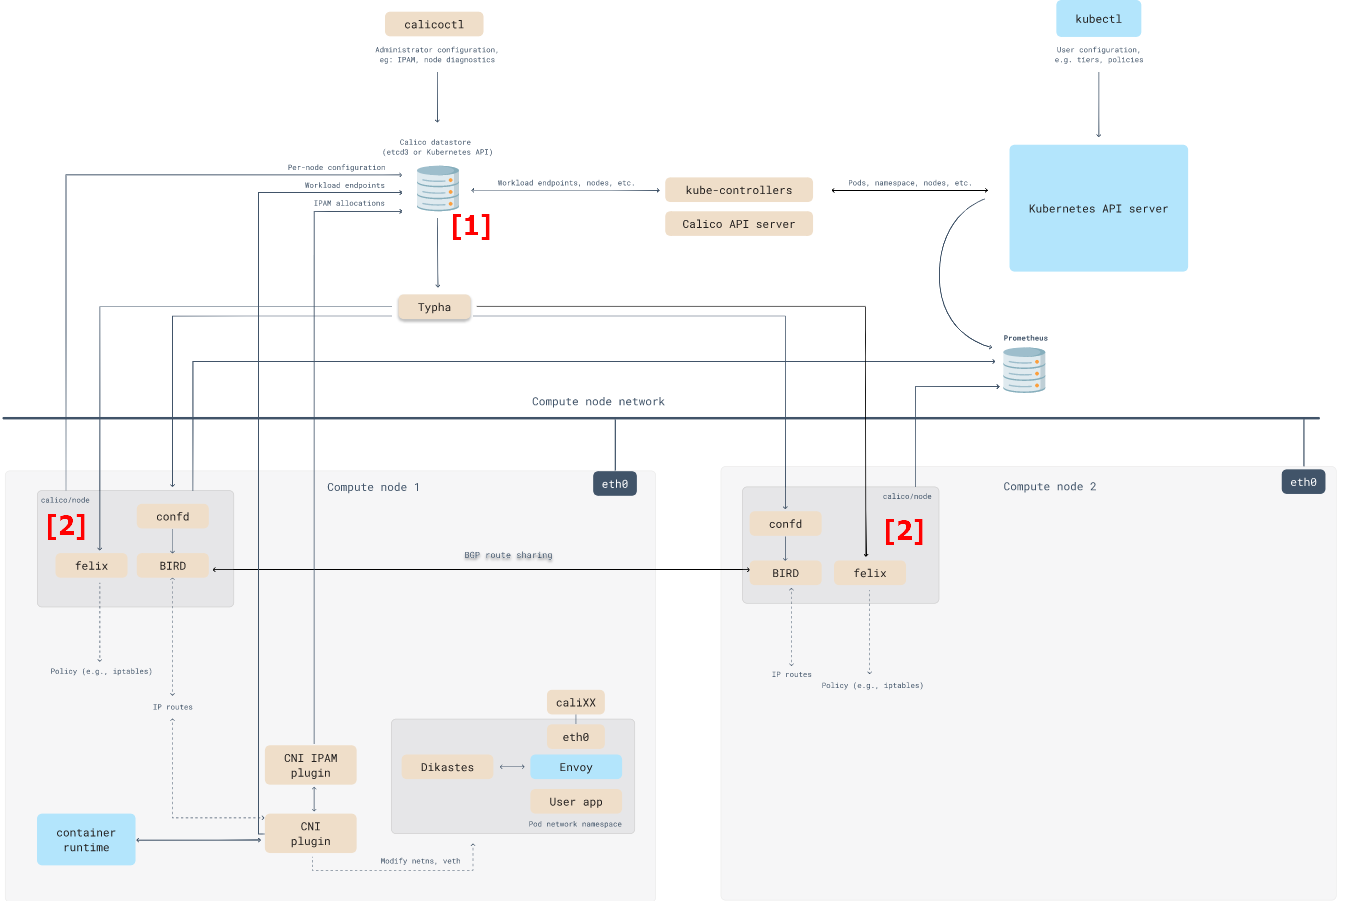 calicoctl
Administrator configuration,
eg: IPAM, node diagnostics
kubectl
User configuration,
e.g. tiers, policies
Calico datastore
(etcd3 or Kubernetes API)
Per-node configuration
Workload endpoints
IPAM allocations
[1]
Workload endpoints, nodes, etc.
kube-controllers
Calico API server
Pods, namespace, nodes, etc.
Kubernetes API server
Typha
Prometheus
Compute node network
Compute node 1
eth0
calico/node
[2]
confd
felix
BIRD
BGP route sharing
Policy (e.g., iptables)
IP routes
CNI IPAM
plugin
CNI
plugin
container
runtime
Modify netns, veth
caliXX
eth0
Dikastes
Envoy
User app
Pod network namespace
Compute node 2
eth0
calico/node
[2]
confd
BIRD
felix
IP routes
Policy (e.g., iptables)